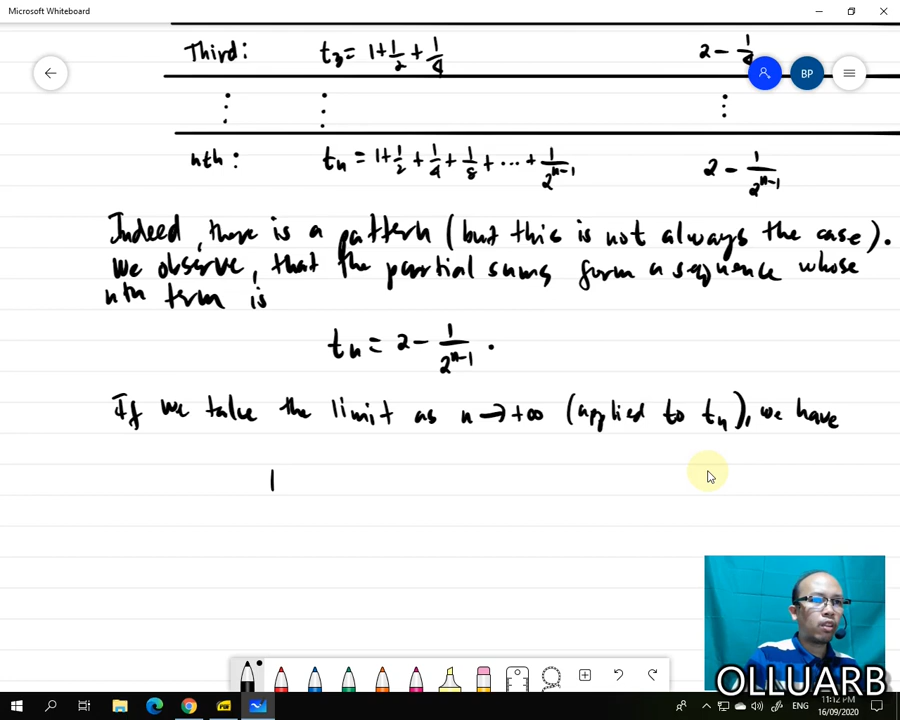 Microsoft Whiteboard
Third: t₃ = 1 + 1/2 + 1/4 2 - 1/4
BP
⋮ ⋮ ⋮
nth: tₙ = 1 + 1/2 + 1/4 + 1/8 + ... + 1/2ⁿ⁻¹ 2 - 1/2ⁿ⁻¹
Indeed, there is a pattern (but this is not always the case).
We observe, that the partial sums form a sequence whose
nth term is
tₙ = 2 - 1/2ⁿ⁻¹ .
If we take the limit as n → +∞ (applied to tₙ), we have
l
OLLUARB
ENG
11:12 PM
16/09/2020